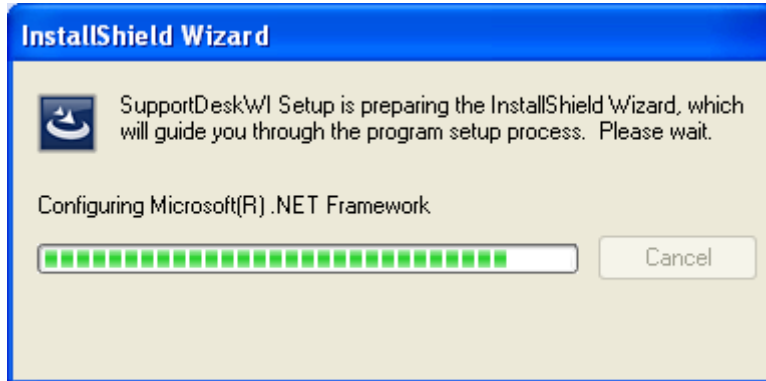 InstallShield Wizard
SupportDeskWI Setup is preparing the InstallShield Wizard, which
will guide you through the program setup process.  Please wait.
Configuring Microsoft(R) .NET Framework
Cancel